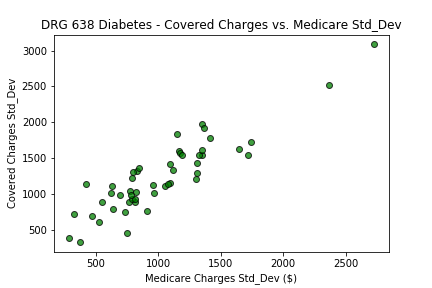 DRG 638 Diabetes - Covered Charges vs. Medicare Std_Dev
Covered Charges Std_Dev
3000
2500
2000
1500
1000
500
500 1000 1500 2000 2500
Medicare Charges Std_Dev ($)